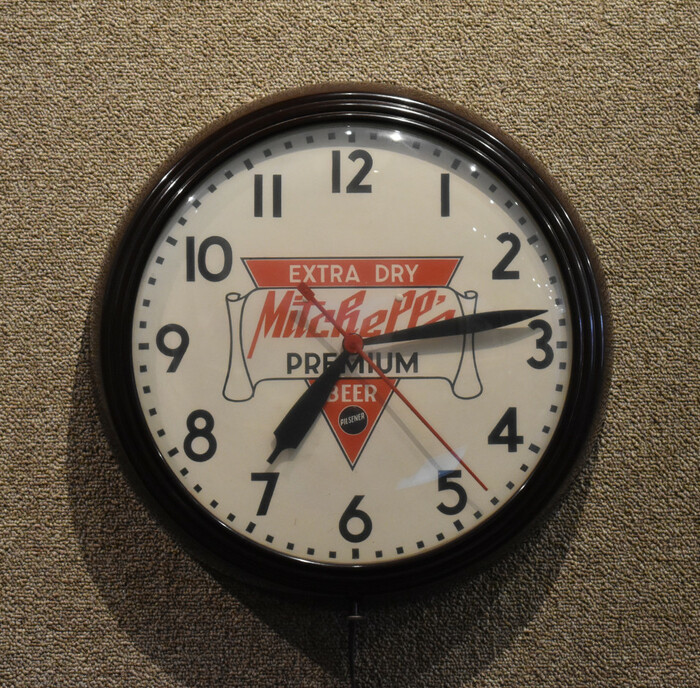 12
11 1
10 2
EXTRA DRY
Mitchell's
9 3
PREMIUM
BEER
PILSENER
8 4
7 5
6